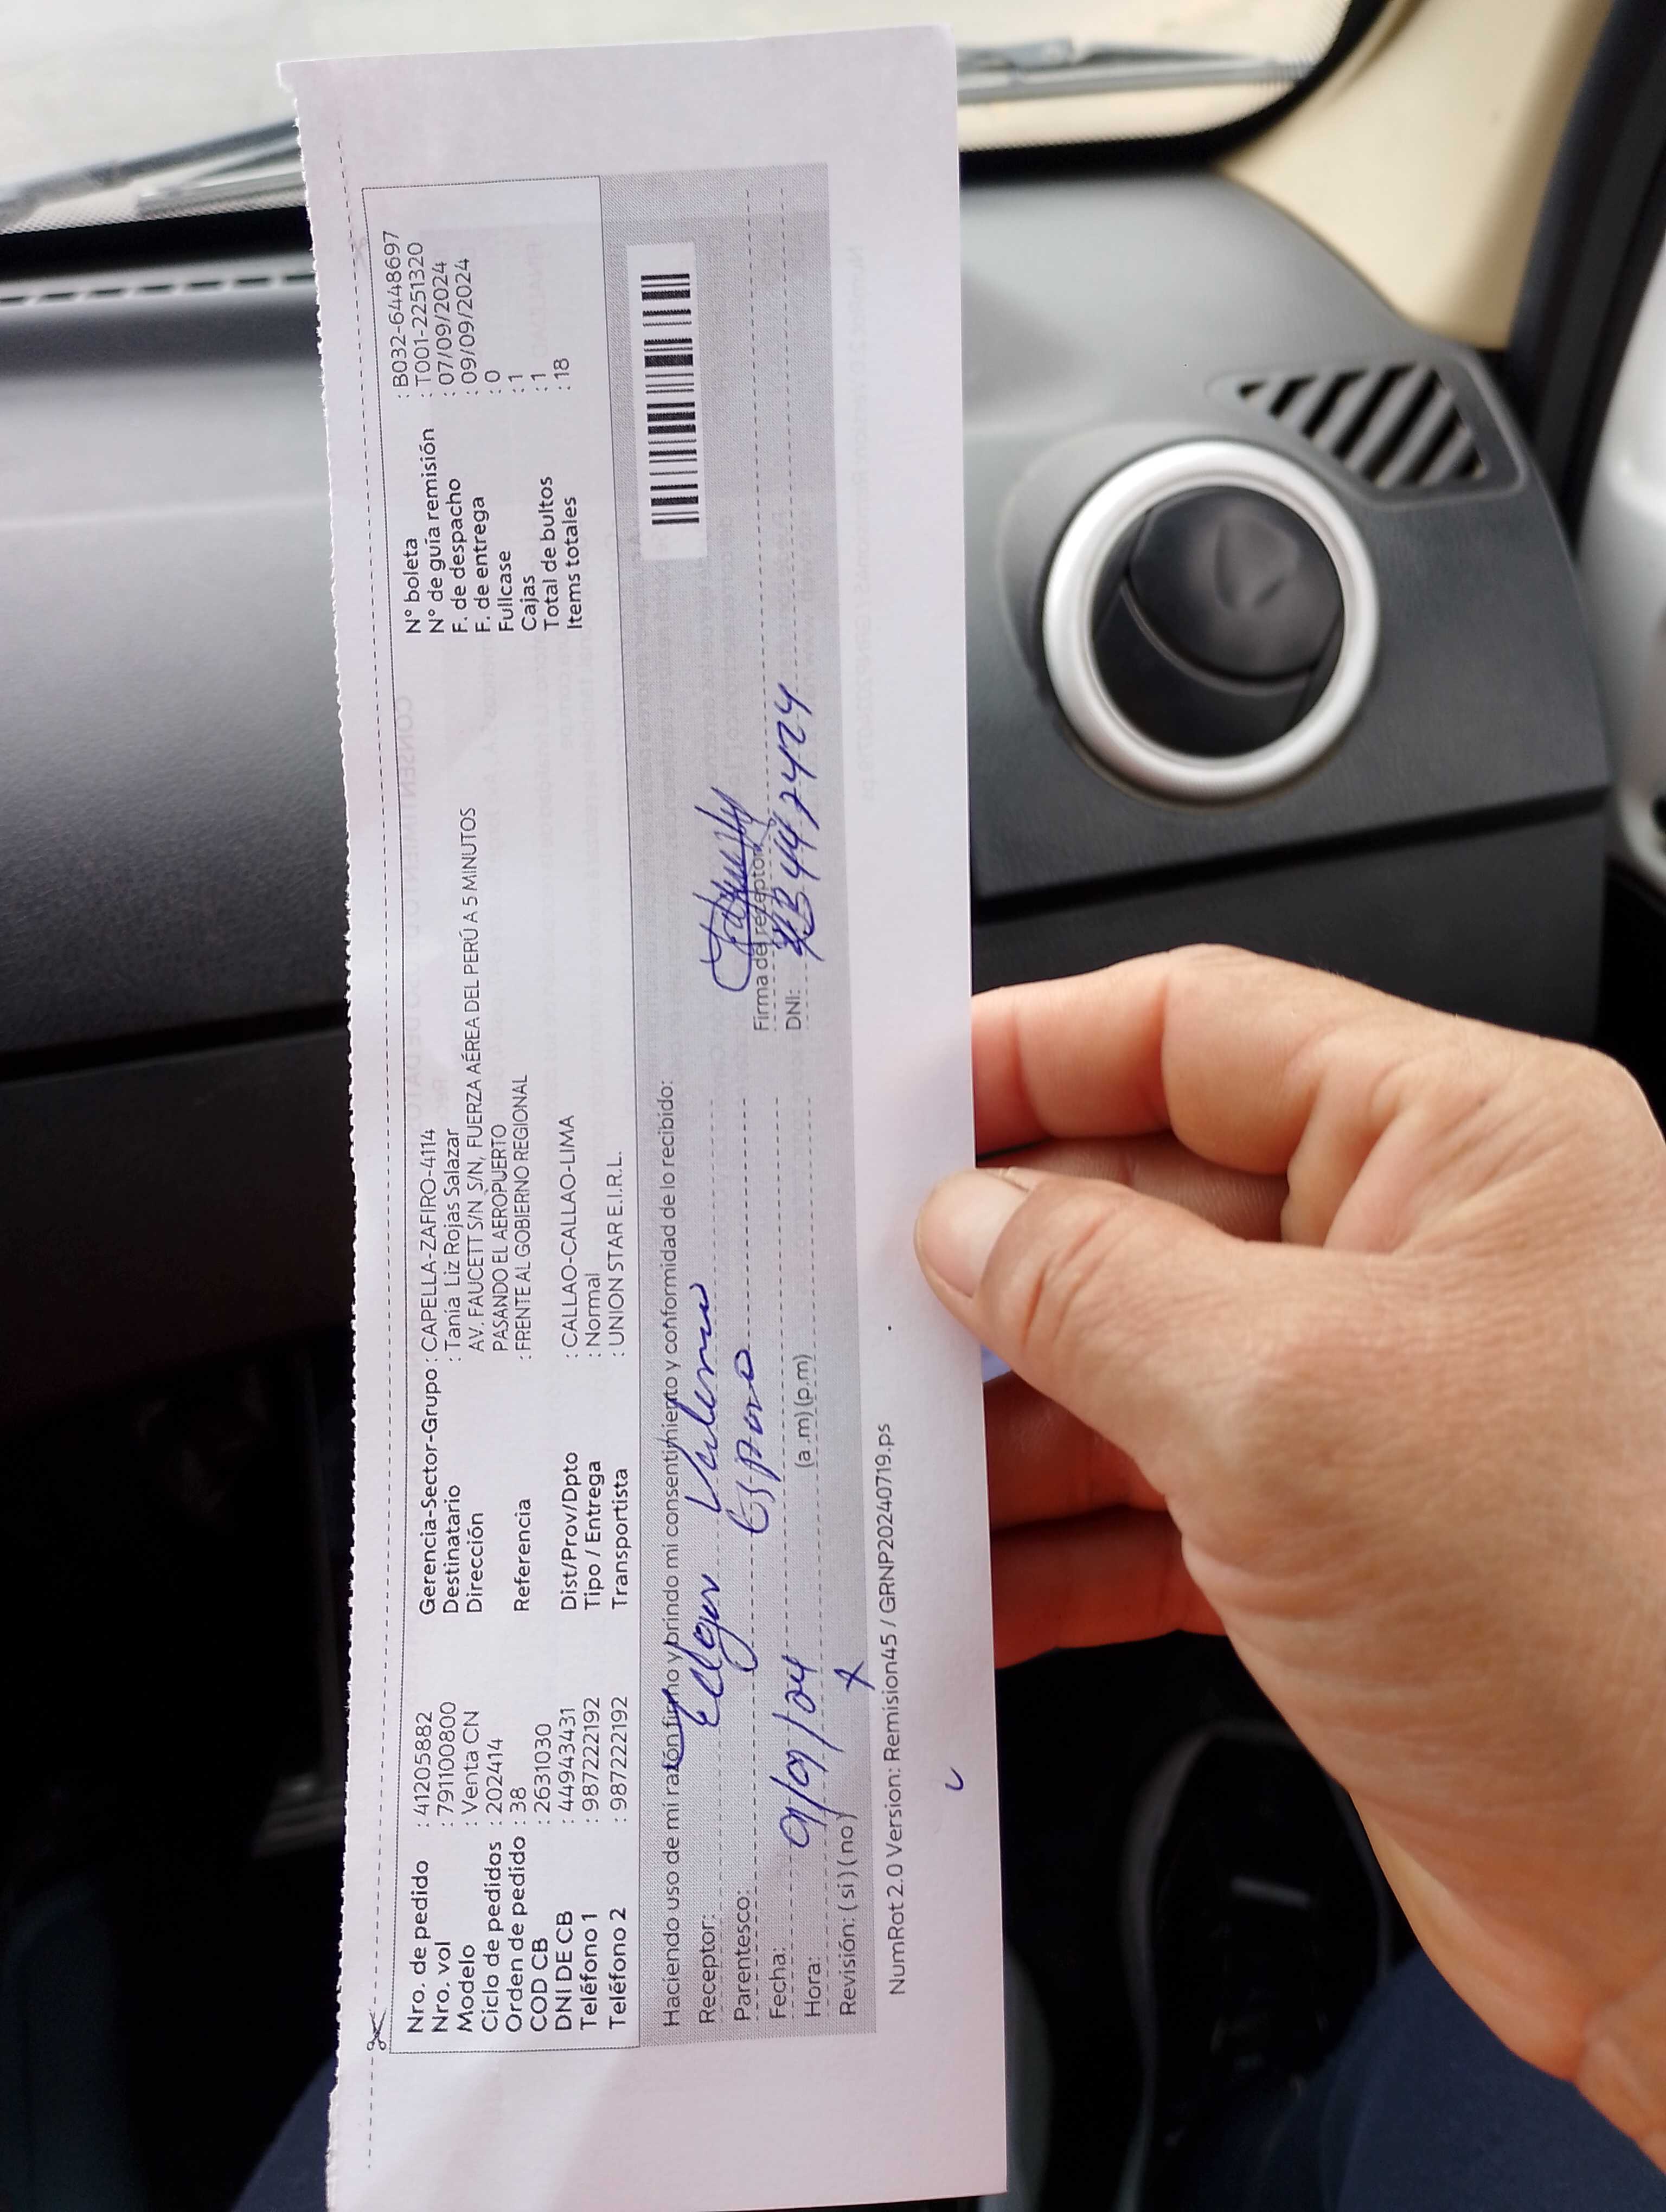 Nro. de pedido : 41205882
Nro. vol : 791100800
Modelo : Venta CN
Ciclo de pedidos : 202414
Orden de pedido : 38
COD CB : 2631030
DNI DE CB : 44943431
Teléfono 1 : 987222192
Teléfono 2 : 987222192
Gerencia-Sector-Grupo : CAPELLA-ZAFIRO-4114
Destinatario : Tania Liz Rojas Salazar
Dirección AV. FAUCETT S/N S/N, FUERZA AÉREA DEL PERÚ A 5 MINUTOS
PASANDO EL AEROPUERTO
Referencia : FRENTE AL GOBIERNO REGIONAL
Dist/Prov/Dpto : CALLAO-CALLAO-LIMA
Tipo / Entrega : Normal
Transportista : UNION STAR E.I.R.L.
N° boleta : B032-6448697
N° de guía remisión : T001-2251320
F. de despacho : 07/09/2024
F. de entrega : 09/09/2024
Fullcase : 0
Cajas : 1
Total de bultos : 1
Items totales : 18
Haciendo uso de mi razón firmo y brindo mi consentimiento y conformidad de lo recibido:
Receptor:
Parentesco: Esposo
Fecha: 9/09/24
Hora: (a.m) (p.m)
Revisión: ( si ) ( no ) x
Firma del receptor
DNI:
NumRot 2.0 Version: Remision45 / GRNP20240719.ps